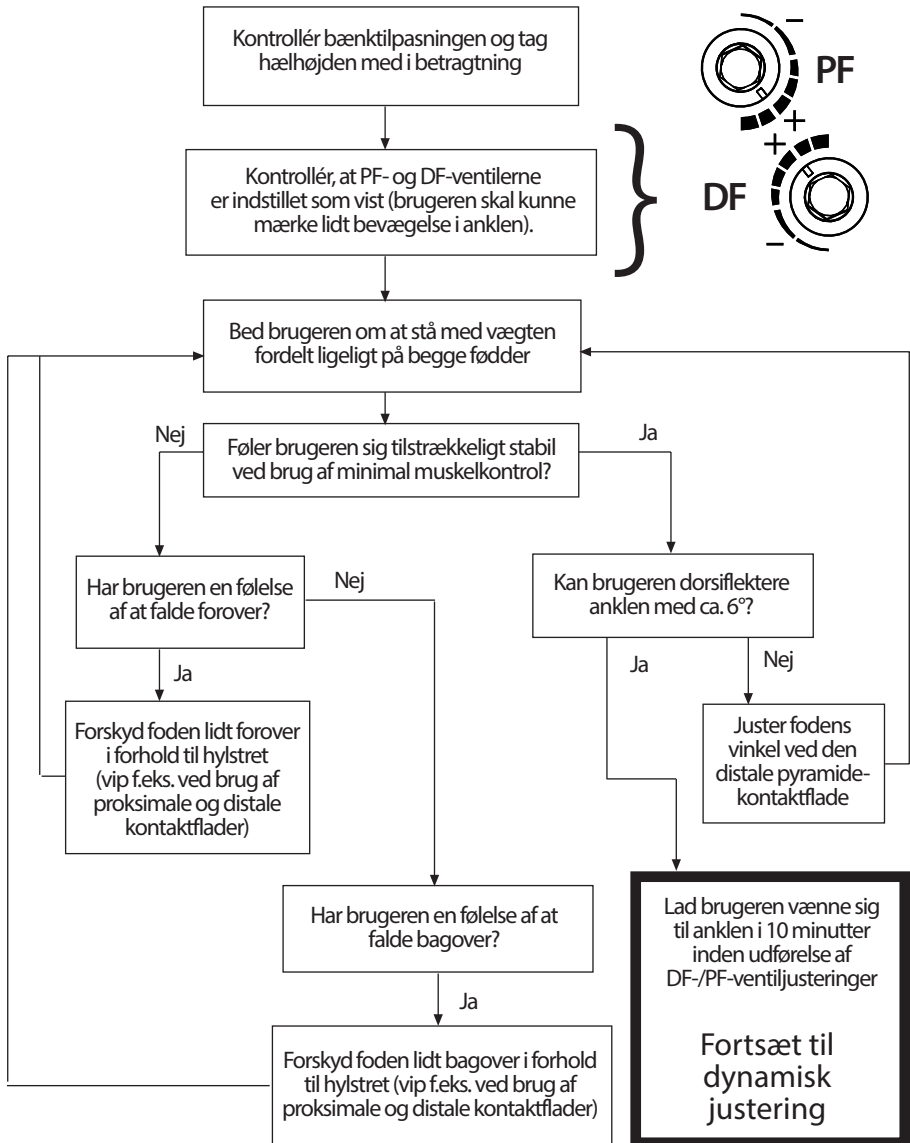 Kontrollér bænktilpasningen og tag
hælhøjden med i betragtning
−
PF
+
+
DF
−
Kontrollér, at PF- og DF-ventilerne
er indstillet som vist (brugeren skal kunne
mærke lidt bevægelse i anklen).
}
Bed brugeren om at stå med vægten
fordelt ligeligt på begge fødder
Nej
Føler brugeren sig tilstrækkeligt stabil
ved brug af minimal muskelkontrol?
Ja
Har brugeren en følelse
af at falde forover?
Nej
Ja
Kan brugeren dorsiflektere
anklen med ca. 6°?
Ja
Nej
Forskyd foden lidt forover
i forhold til hylstret
(vip f.eks. ved brug af
proksimale og distale
kontaktflader)
Juster fodens
vinkel ved den
distale pyramide-
kontaktflade
Har brugeren en følelse af at
falde bagover?
Ja
Forskyd foden lidt bagover i forhold
til hylstret (vip f.eks. ved brug af
proksimale og distale kontaktflader)
Lad brugeren vænne sig
til anklen i 10 minutter
inden udførelse af
DF-/PF-ventiljusteringer
Fortsæt til
dynamisk
justering